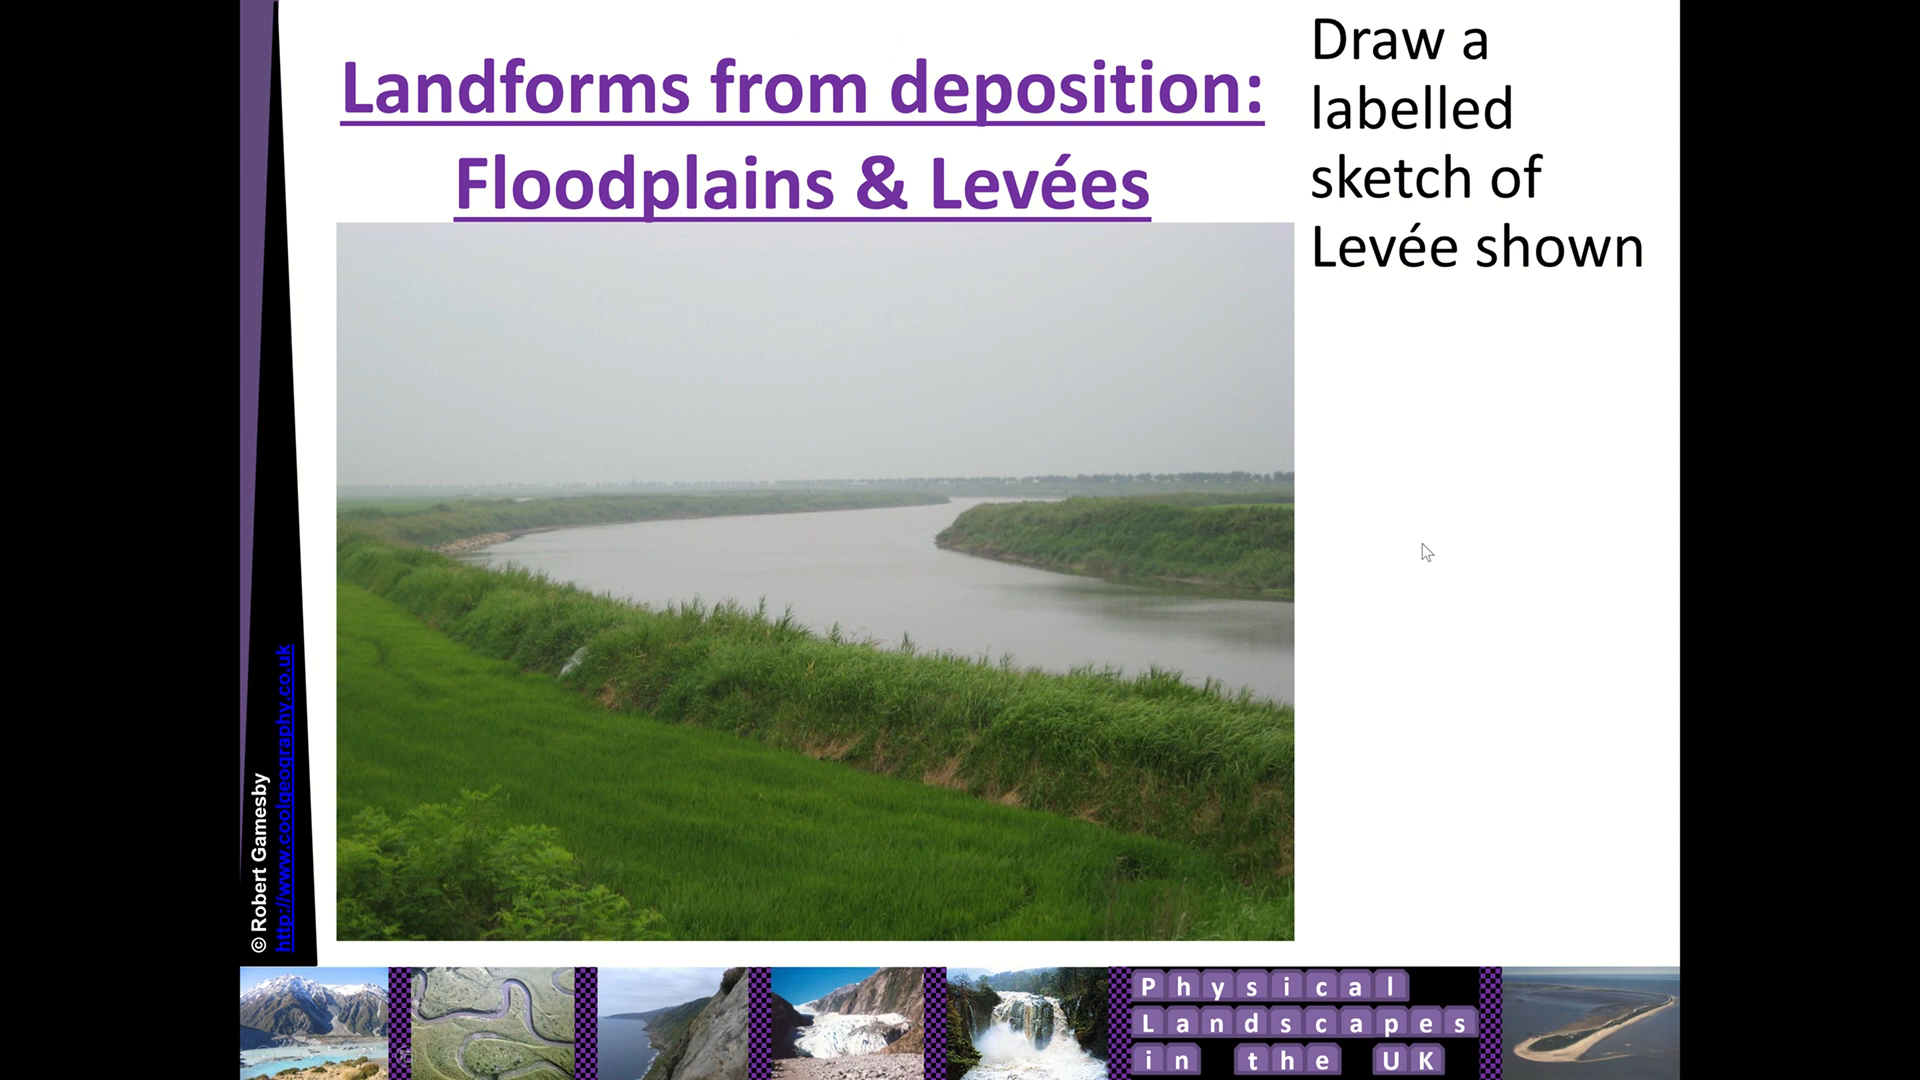 Landforms from deposition:
Floodplains & Levées
Draw a
labelled
sketch of
Levée shown
© Robert Gamesby
http://www.coolgeography.co.uk
Physical
Landscapes
in the UK